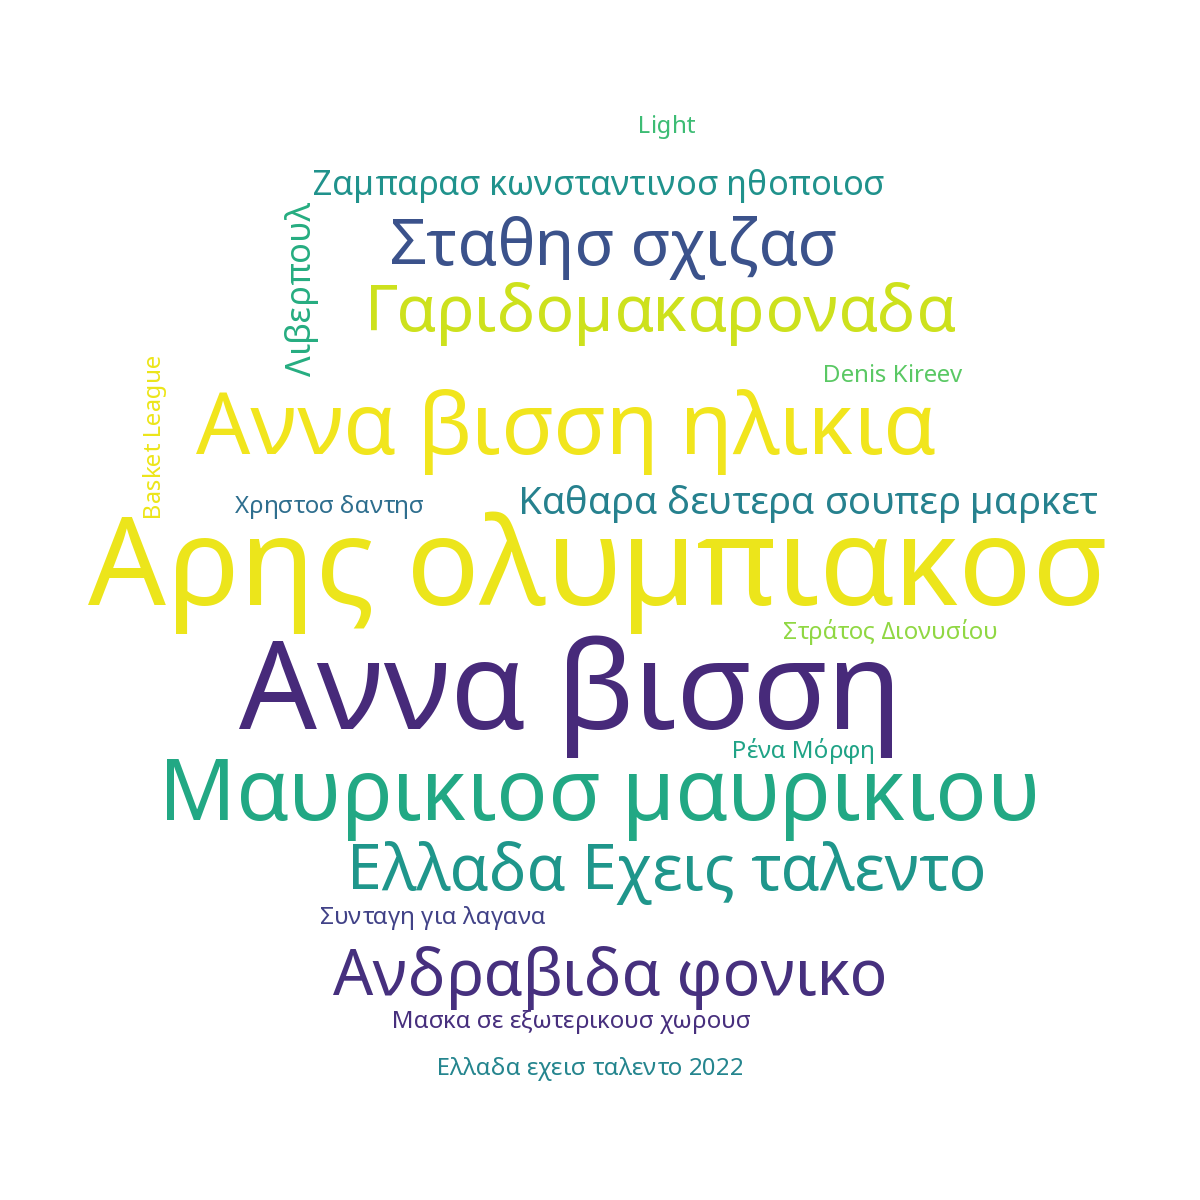 Light
Ζαμπαρασ κωνσταντινοσ ηθοποιοσ
Λιβερπουλ
Σταθησ σχιζασ
Γαριδομακαροναδα
Denis Kireev
Basket League
Αννα βισση ηλικια
Χρηστοσ δαντησ
Καθαρα δευτερα σουπερ μαρκετ
Αρης ολυμπιακοσ
Στράτος Διονυσίου
Αννα βισση
Ρένα Μόρφη
Μαυρικιοσ μαυρικιου
Ελλαδα Εχεις ταλεντο
Συνταγη για λαγανα
Ανδραβιδα φονικο
Μασκα σε εξωτερικουσ χωρουσ
Ελλαδα εχεισ ταλεντο 2022